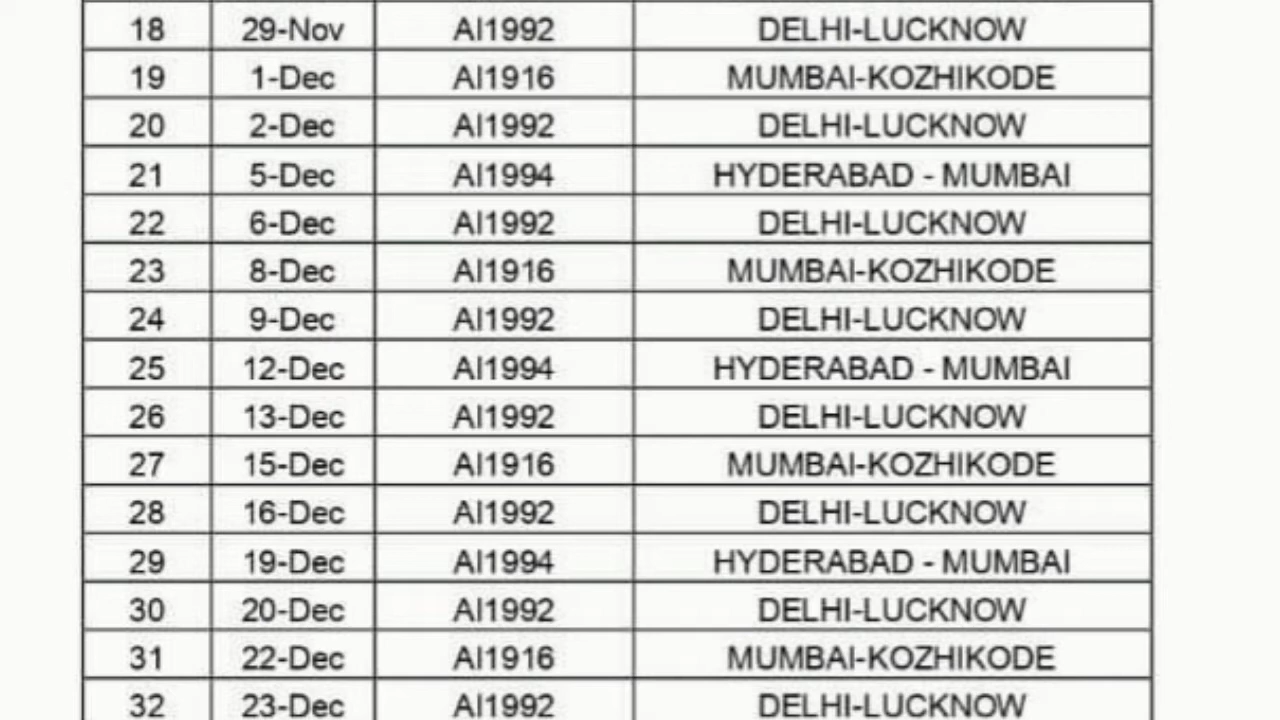 18 29-Nov AI1992 DELHI-LUCKNOW
19 1-Dec AI1916 MUMBAI-KOZHIKODE
20 2-Dec AI1992 DELHI-LUCKNOW
21 5-Dec AI1994 HYDERABAD - MUMBAI
22 6-Dec AI1992 DELHI-LUCKNOW
23 8-Dec AI1916 MUMBAI-KOZHIKODE
24 9-Dec AI1992 DELHI-LUCKNOW
25 12-Dec AI1994 HYDERABAD - MUMBAI
26 13-Dec AI1992 DELHI-LUCKNOW
27 15-Dec AI1916 MUMBAI-KOZHIKODE
28 16-Dec AI1992 DELHI-LUCKNOW
29 19-Dec AI1994 HYDERABAD - MUMBAI
30 20-Dec AI1992 DELHI-LUCKNOW
31 22-Dec AI1916 MUMBAI-KOZHIKODE
32 23-Dec AI1992 DELHI-LUCKNOW